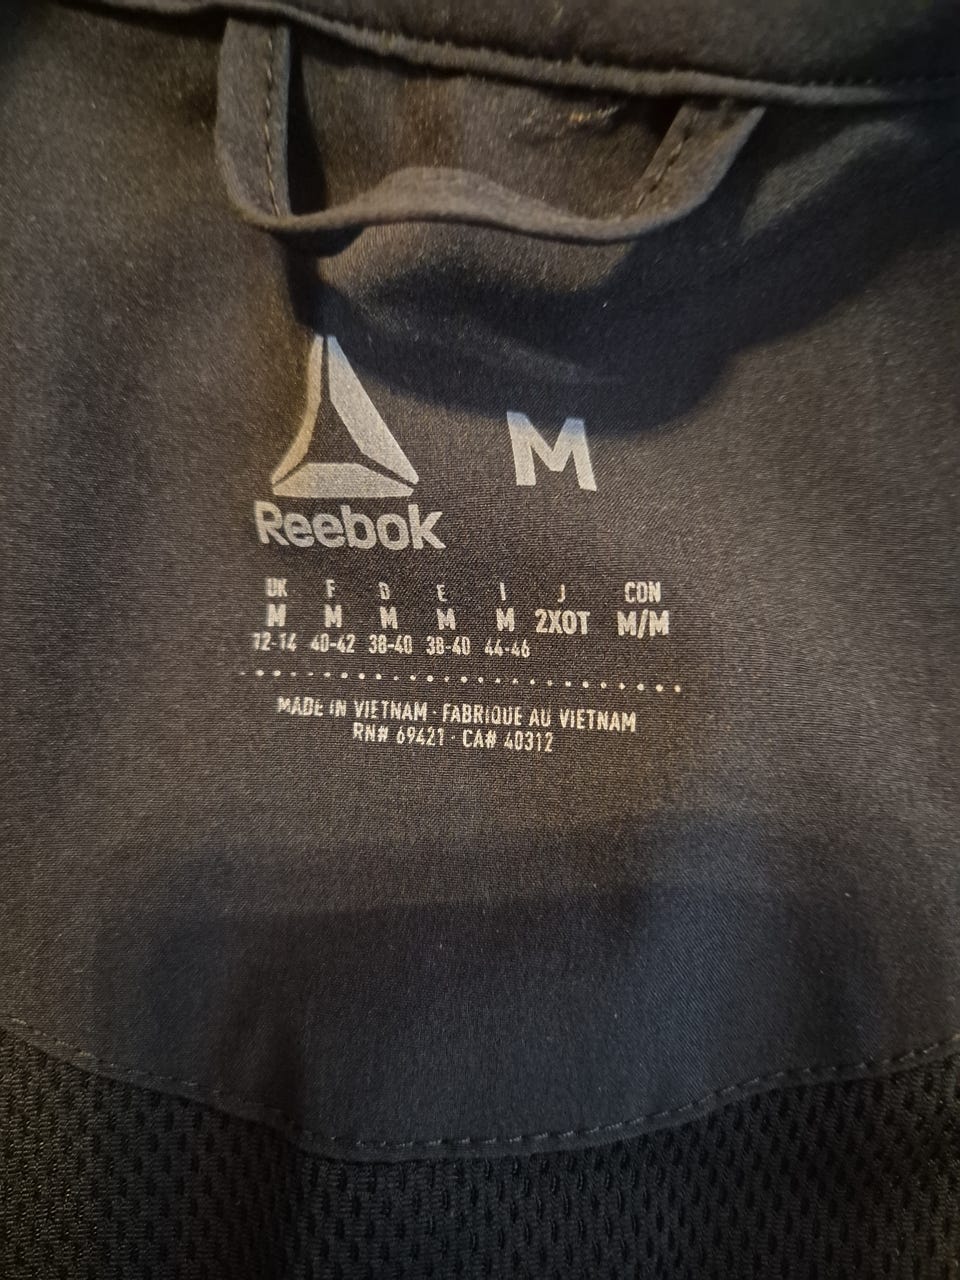 M
Reebok
UK F D E I J CON
M M M M M 2XOT M/M
12-14 40-42 38-40 38-40 44-46
MADE IN VIETNAM · FABRIQUE AU VIETNAM
RN# 69421 · CA# 40312